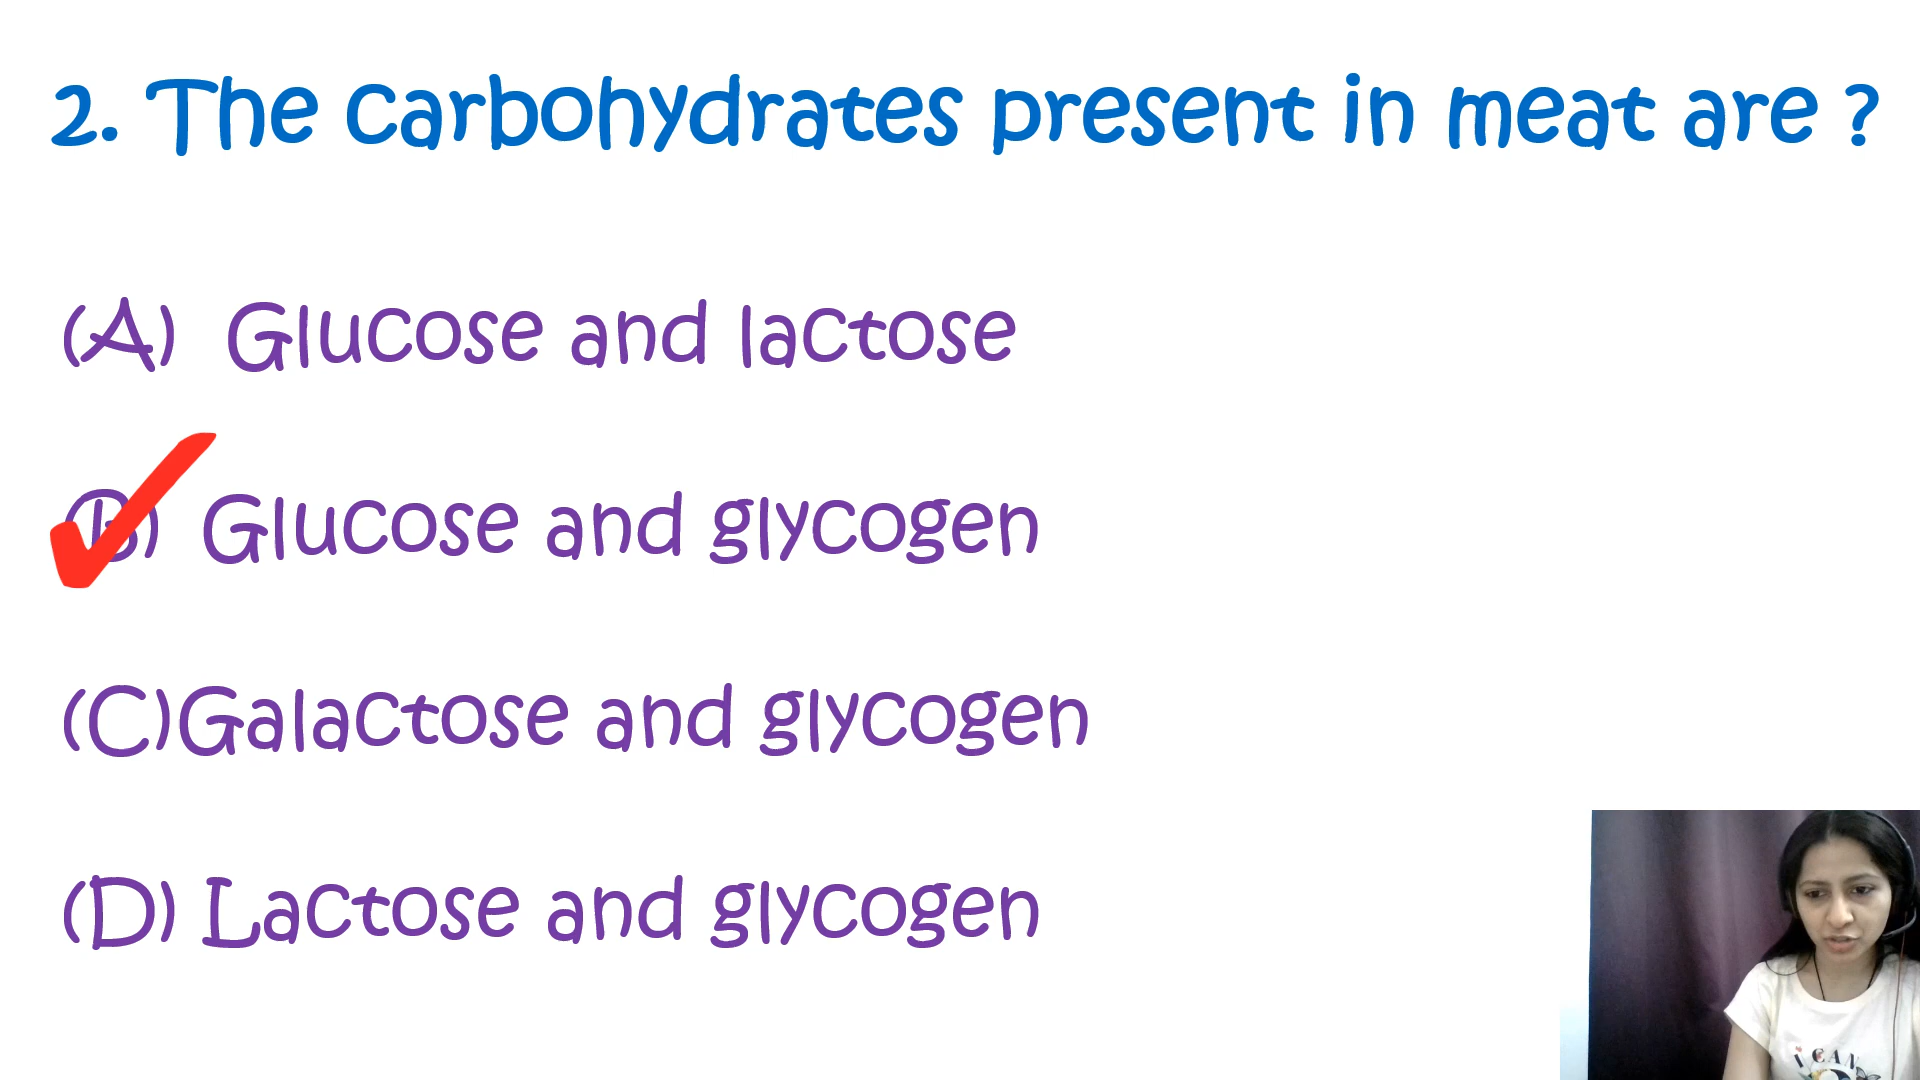 2. The carbohydrates present in meat are ?
(A) Glucose and lactose
(B) Glucose and glycogen
(C)Galactose and glycogen
(D) Lactose and glycogen
I CAN